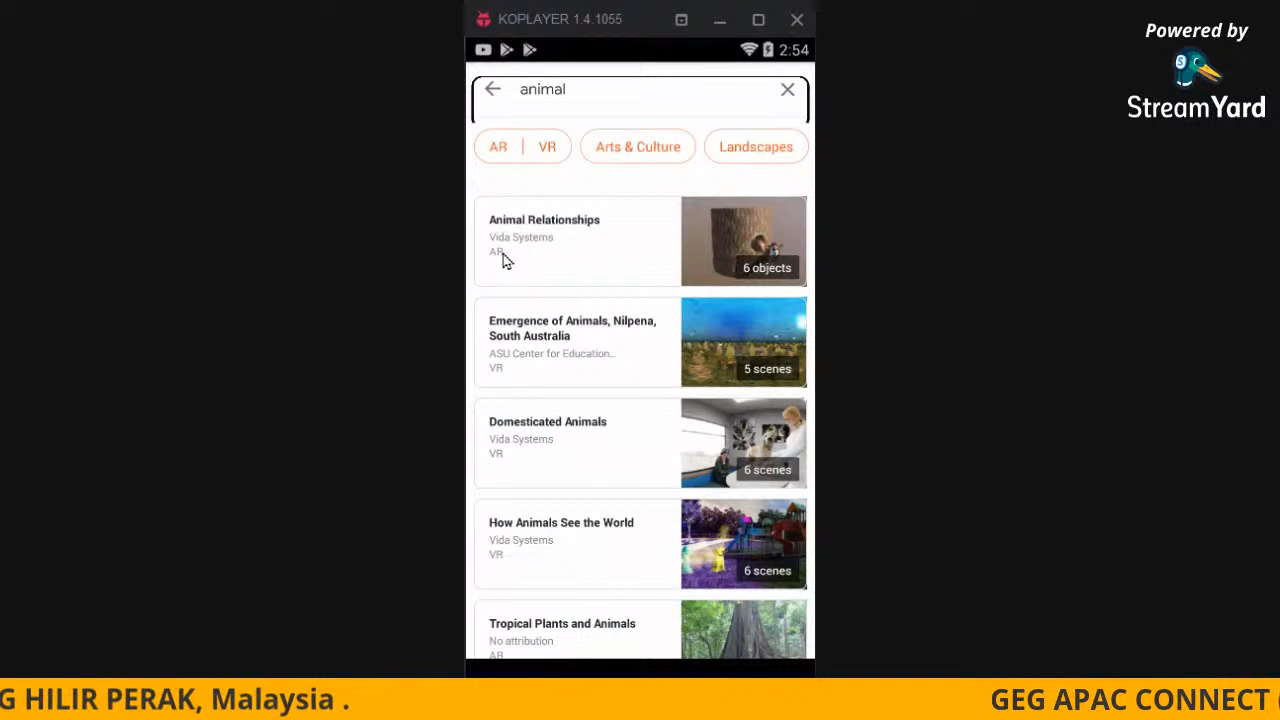 KOPLAYER 1.4.1055
Powered by
StreamYard
2:54
animal
AR | VR
Arts & Culture
Landscapes
Animal Relationships
Vida Systems
AR
6 objects
Emergence of Animals, Nilpena,
South Australia
ASU Center for Education...
VR
5 scenes
Domesticated Animals
Vida Systems
VR
6 scenes
How Animals See the World
Vida Systems
VR
6 scenes
Tropical Plants and Animals
No attribution
AR
G HILIR PERAK, Malaysia .
GEG APAC CONNECT (